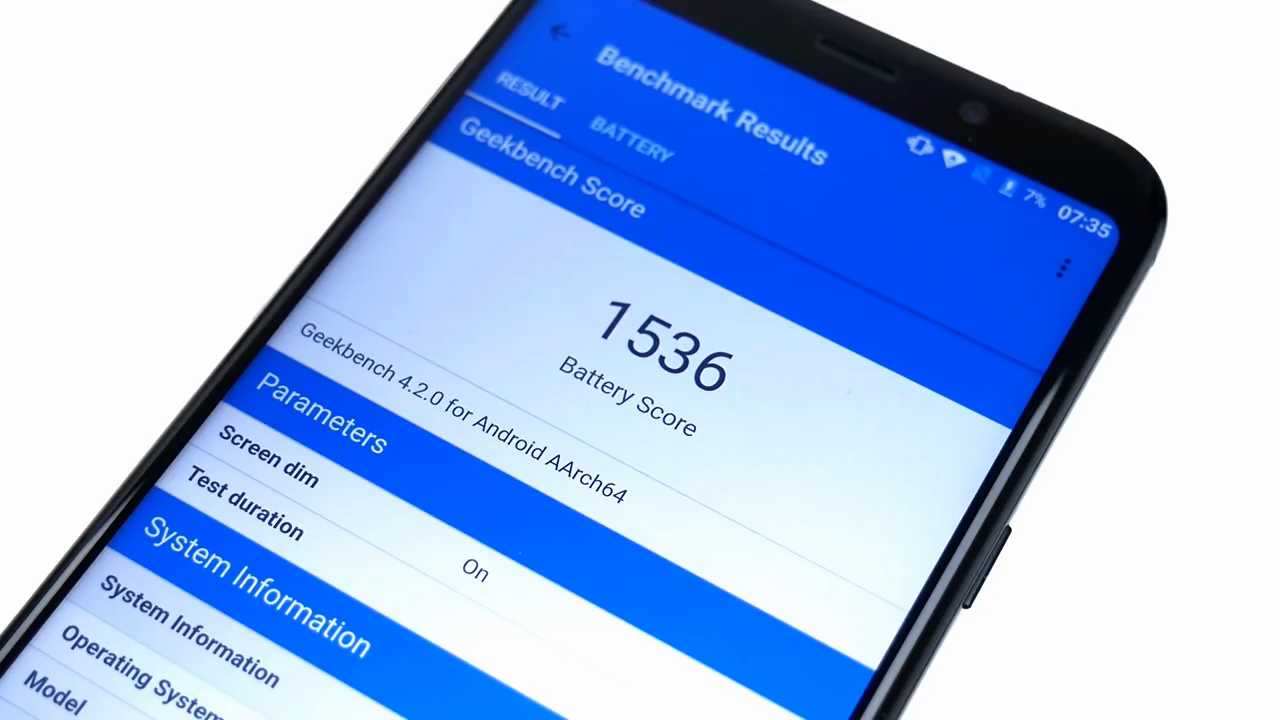 7% 07:35
Benchmark Results
RESULT BATTERY
Geekbench Score
1536
Battery Score
Geekbench 4.2.0 for Android AArch64
Parameters
Screen dim On
Test duration
System Information
System Information
Operating System
Model